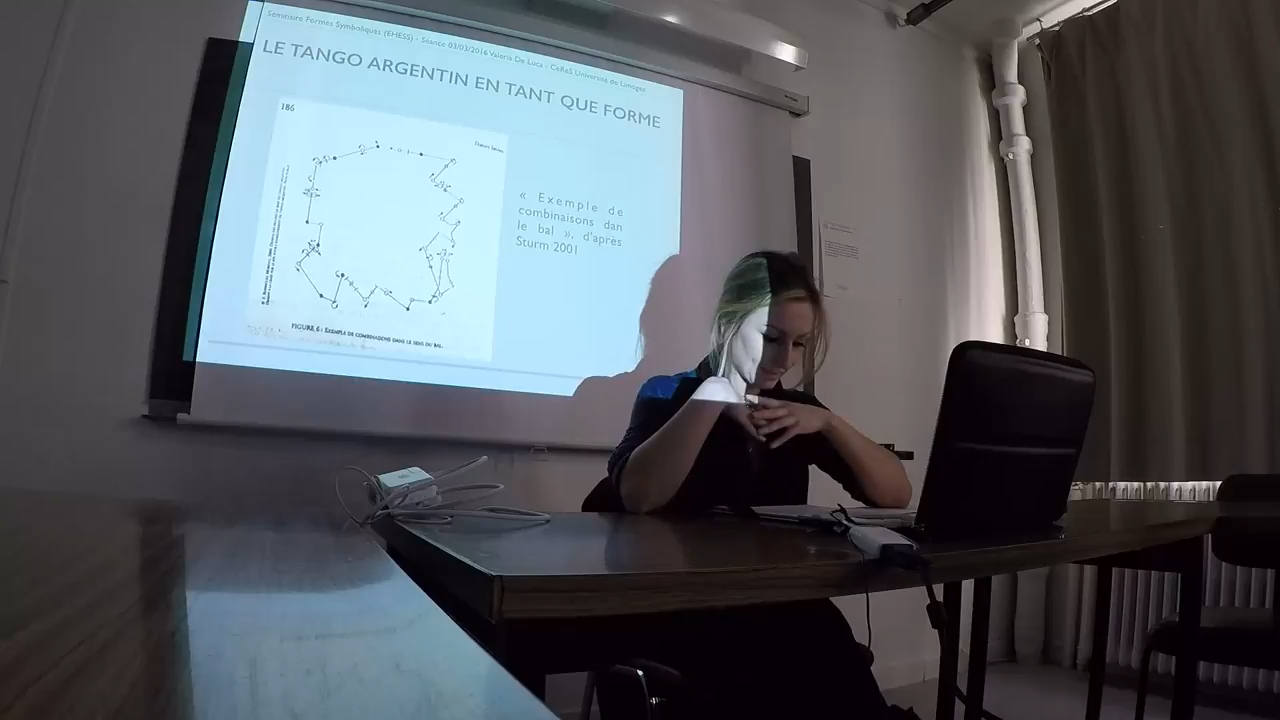 Séminaire Formes Symboliques (EHESS) - Séance 03/03/2016 Valeria De Luca - CeReS Université de Limoges
LE TANGO ARGENTIN EN TANT QUE FORME
186
« Exemple de
combinaisons dan
le bal », d'après
Sturm 2001
FIGURE 6 : EXEMPLE DE COMBINAISONS DANS LE SENS DU BAL.